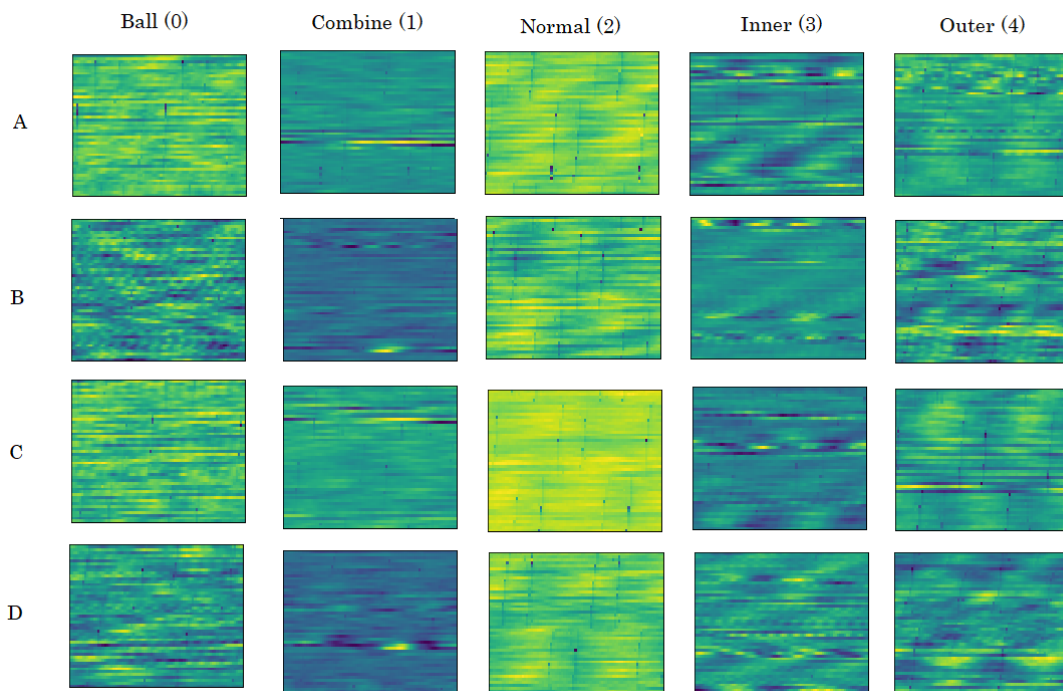 Ball (0) Combine (1) Normal (2) Inner (3) Outer (4)
A
B
C
D